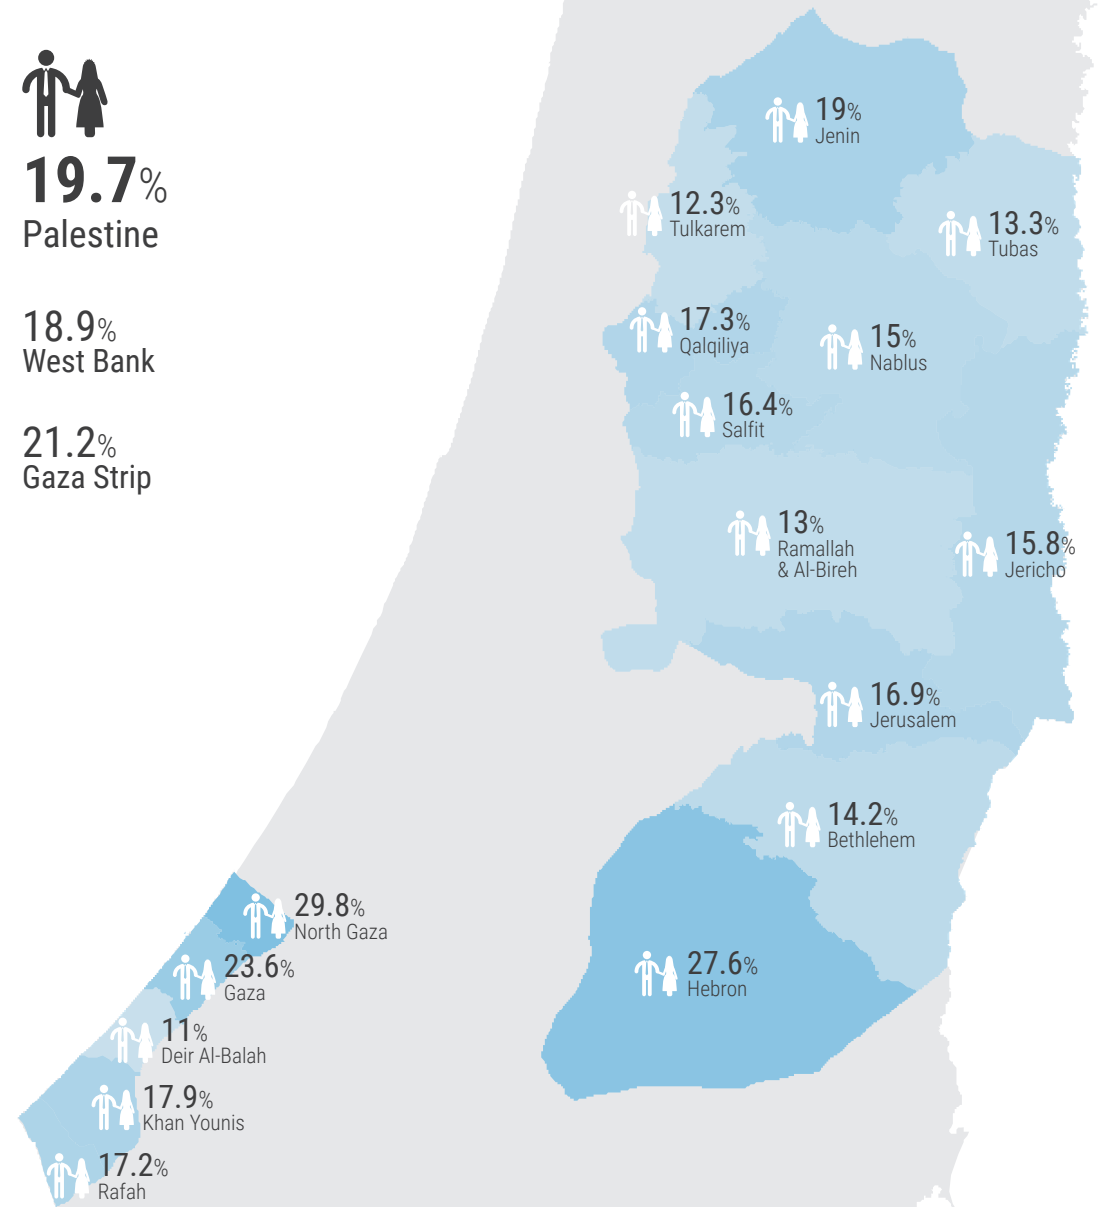 19.7%
Palestine
18.9%
West Bank
21.2%
Gaza Strip
19%
Jenin
12.3%
Tulkarem
13.3%
Tubas
17.3%
Qalqiliya
15%
Nablus
16.4%
Salfit
13%
Ramallah
& Al-Bireh
15.8%
Jericho
16.9%
Jerusalem
14.2%
Bethlehem
27.6%
Hebron
29.8%
North Gaza
23.6%
Gaza
11%
Deir Al-Balah
17.9%
Khan Younis
17.2%
Rafah